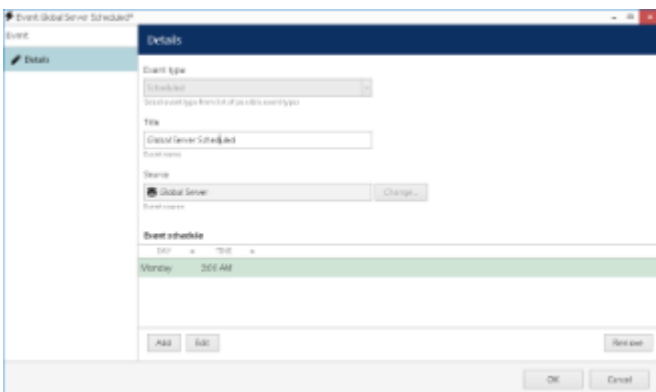 Event Global Server Scheduled*
Event
Details
Details
Event type
Scheduled
Select event type from list of possible event types
Title
Global Server Scheduled
Event name
Source
Global Server
Change...
Event source
Event schedule
DAY TIME
Monday AM
Add Edit Remove
OK Cancel